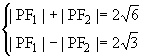 | PF₁ | + | PF₂ |= 2√6
| PF₁ | − | PF₂ |= 2√3